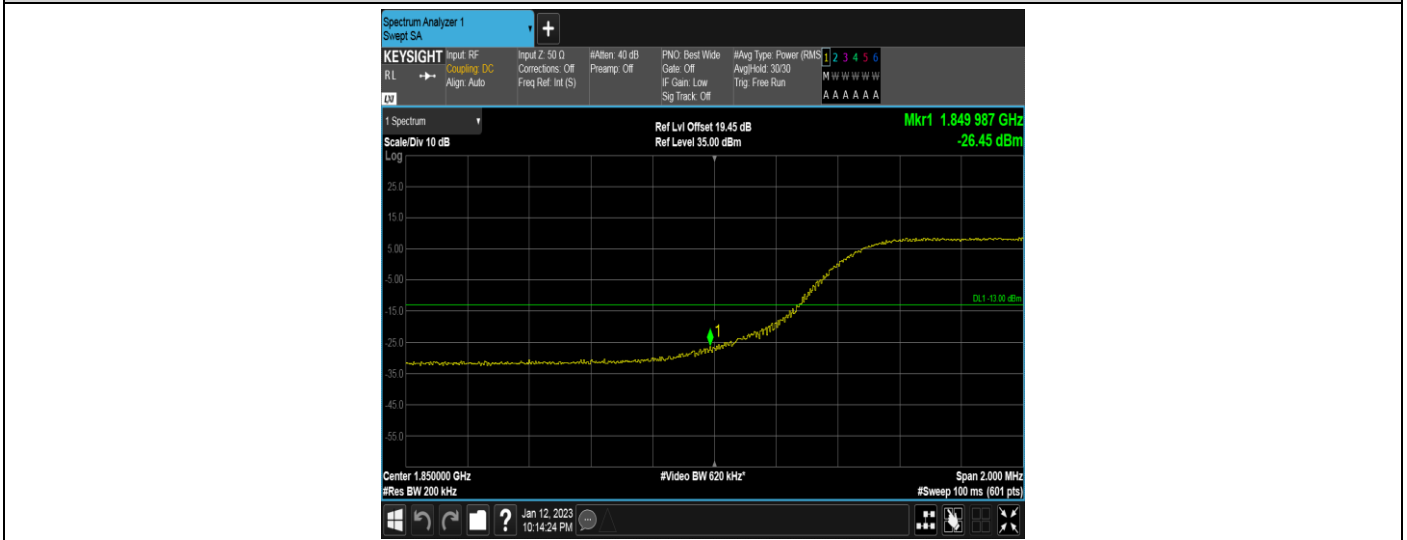 Spectrum Analyzer 1
Swept SA
+
KEYSIGHT
RL
LXI
Input: RF
Coupling: DC
Align: Auto
Input Z: 50 Ω
Corrections: Off
Freq Ref: Int (S)
#Atten: 40 dB
Preamp: Off
PNO: Best Wide
Gate: Off
IF Gain: Low
Sig Track: Off
#Avg Type: Power (RMS
Avg|Hold: 30/30
Trig: Free Run
1 2 3 4 5 6
M W W W W W
A A A A A A
1 Spectrum
Scale/Div 10 dB
Log
Ref Lvl Offset 19.45 dB
Ref Level 35.00 dBm
Mkr1 1.849 987 GHz
-26.45 dBm
25.0
15.0
5.00
-5.00
-15.0
-25.0
-35.0
-45.0
-55.0
DL1 -13.00 dBm
1
Center 1.850000 GHz
#Res BW 200 kHz
#Video BW 620 kHz*
Span 2.000 MHz
#Sweep 100 ms (601 pts)
?
Jan 12, 2023
10:14:24 PM